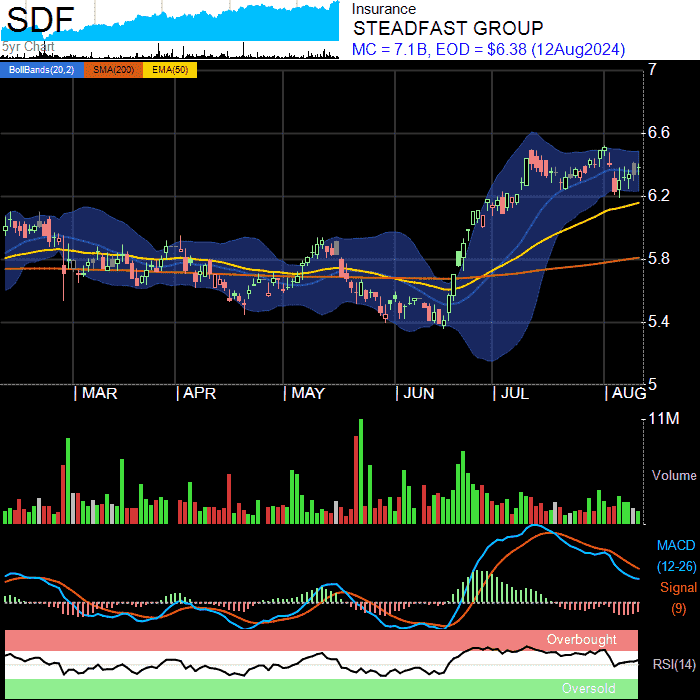 SDF
5yr Chart
Insurance
STEADFAST GROUP
MC = 7.1B, EOD = $6.38 (12Aug2024)
BollBands(20,2) SMA(200) EMA(50)
7
6.6
6.2
5.8
5.4
5
MAR APR MAY JUN JUL AUG
11M
Volume
MACD
(12-26)
Signal
(9)
Overbought
RSI(14)
Oversold